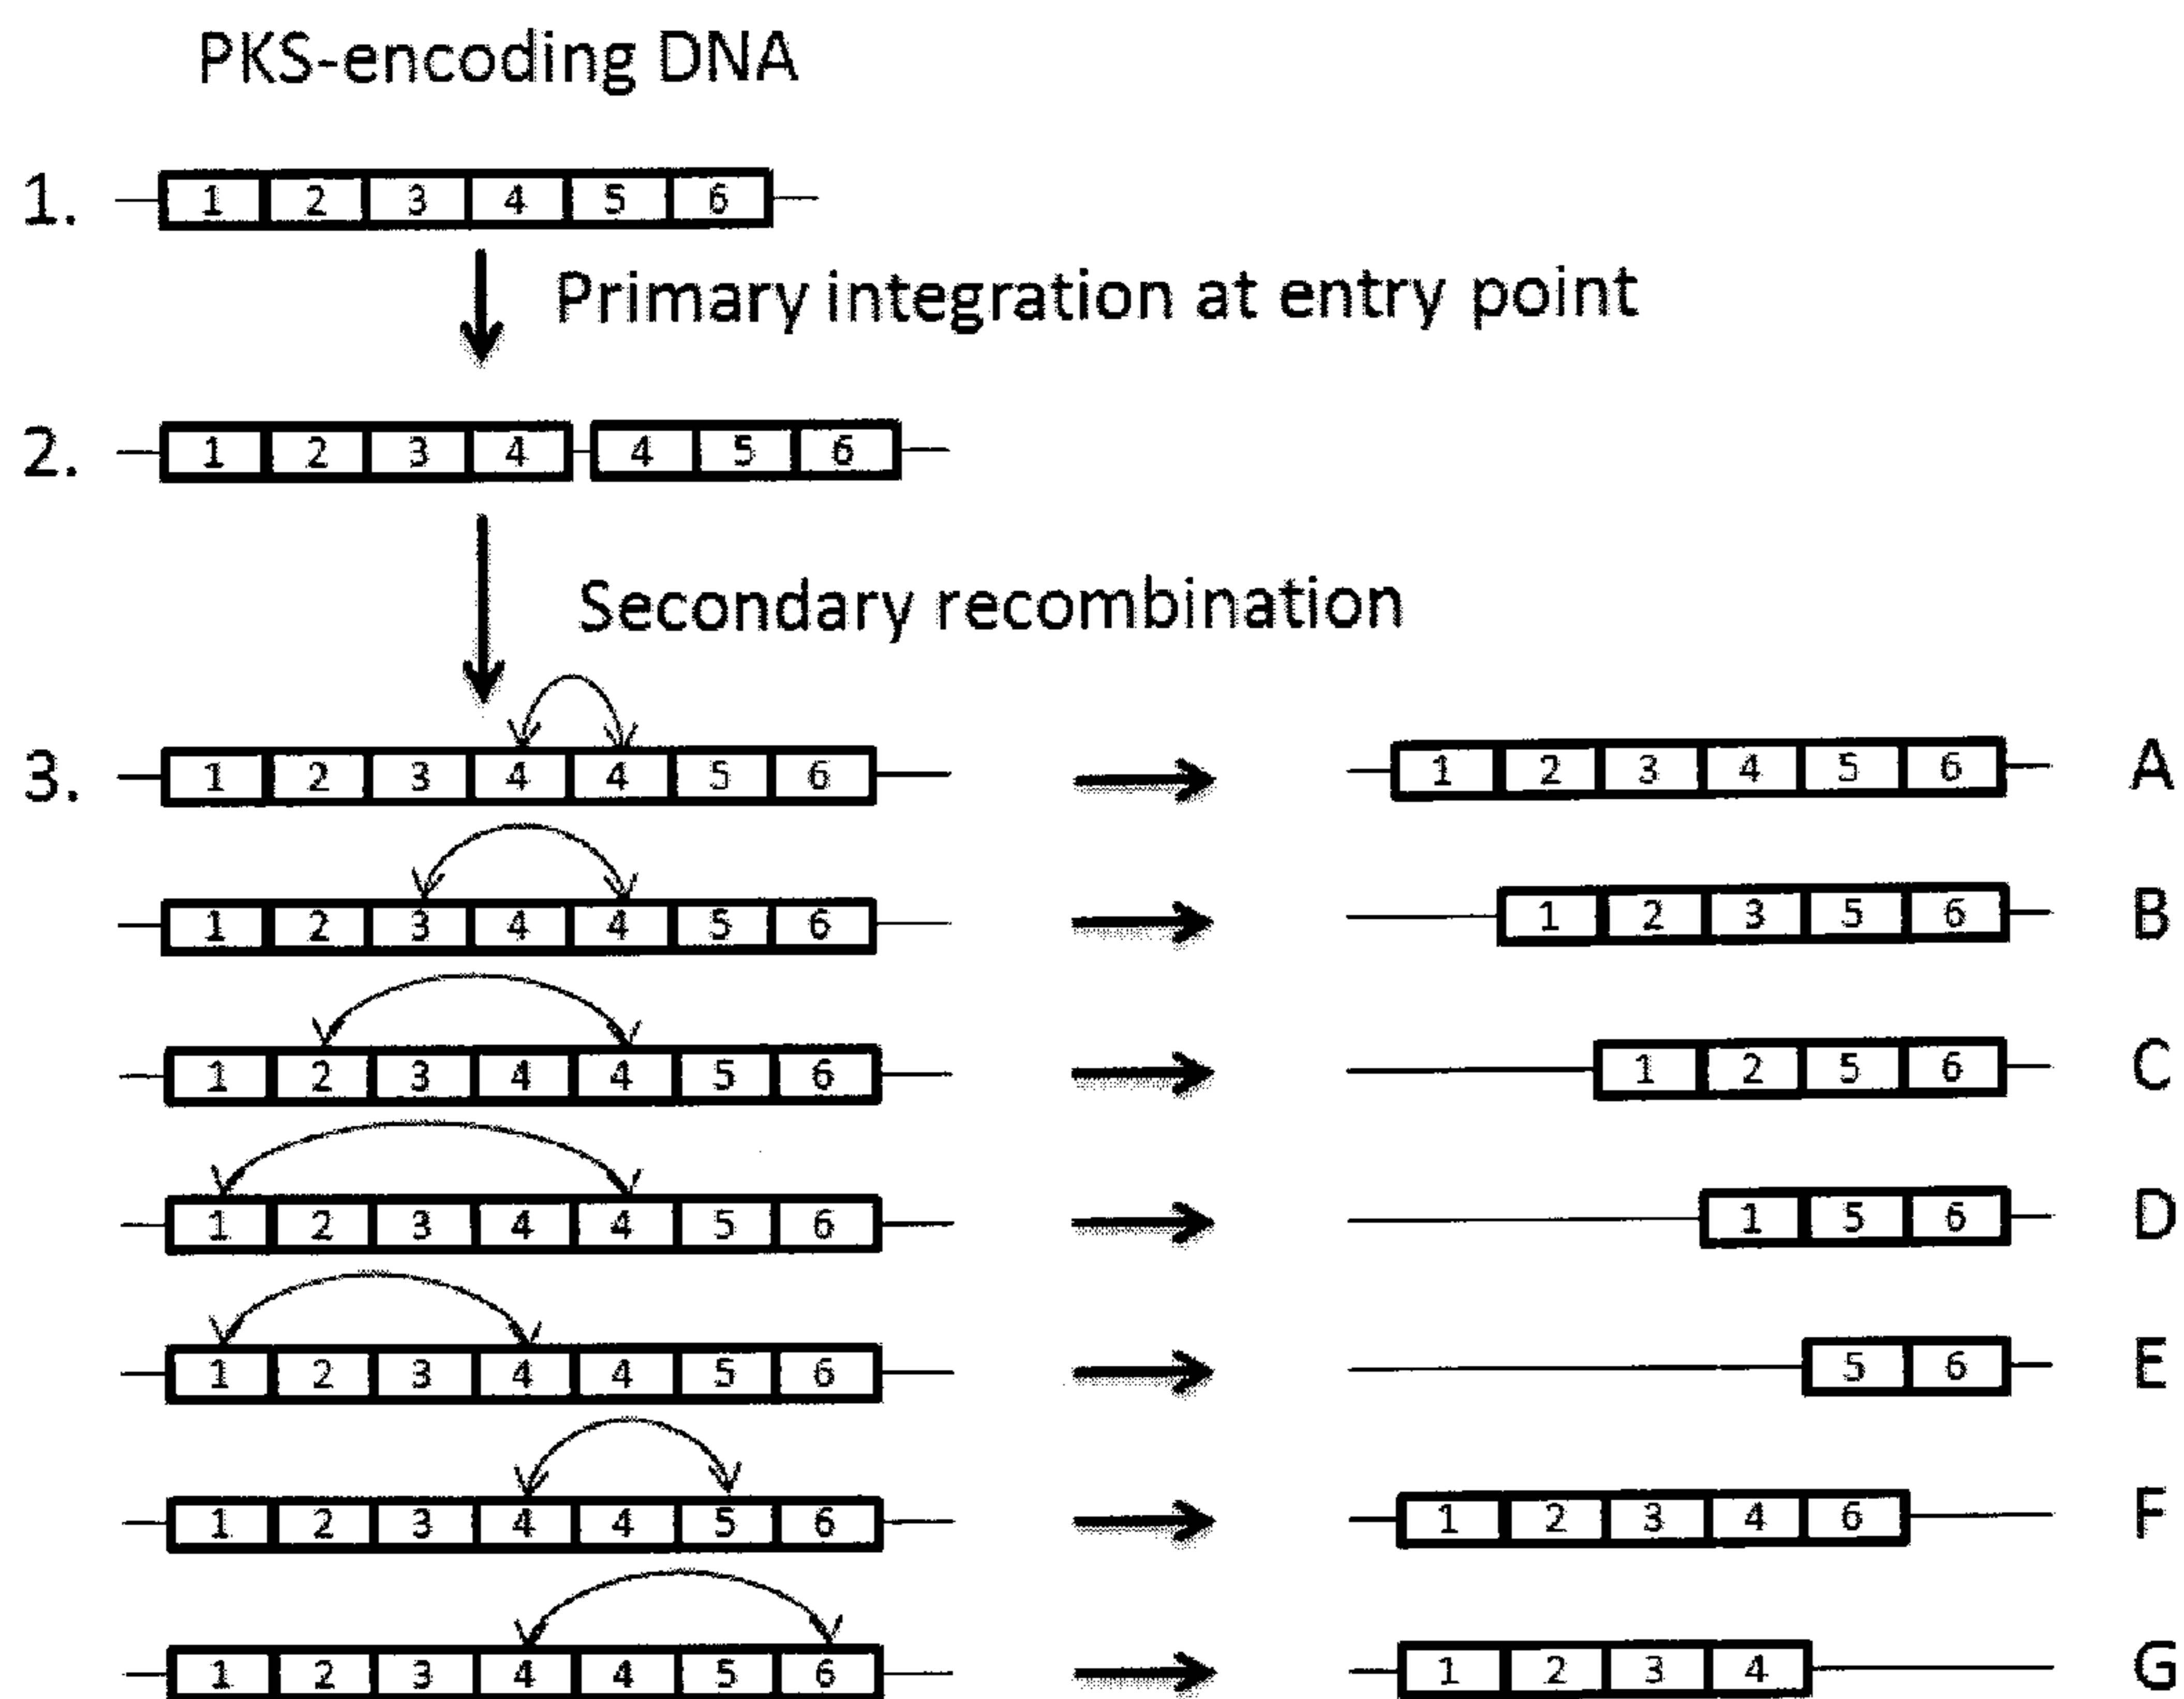 PKS-encoding DNA
1. 1 2 3 4 5 6
Primary integration at entry point
2. 1 2 3 4 4 5 6
Secondary recombination
3. 1 2 3 4 4 5 6 1 2 3 4 5 6 A
1 2 3 4 4 5 6 1 2 3 5 6 B
1 2 3 4 4 5 6 1 2 5 6 C
1 2 3 4 4 5 6 1 5 6 D
1 2 3 4 4 5 6 5 6 E
1 2 3 4 4 5 6 1 2 3 4 6 F
1 2 3 4 4 5 6 1 2 3 4 G